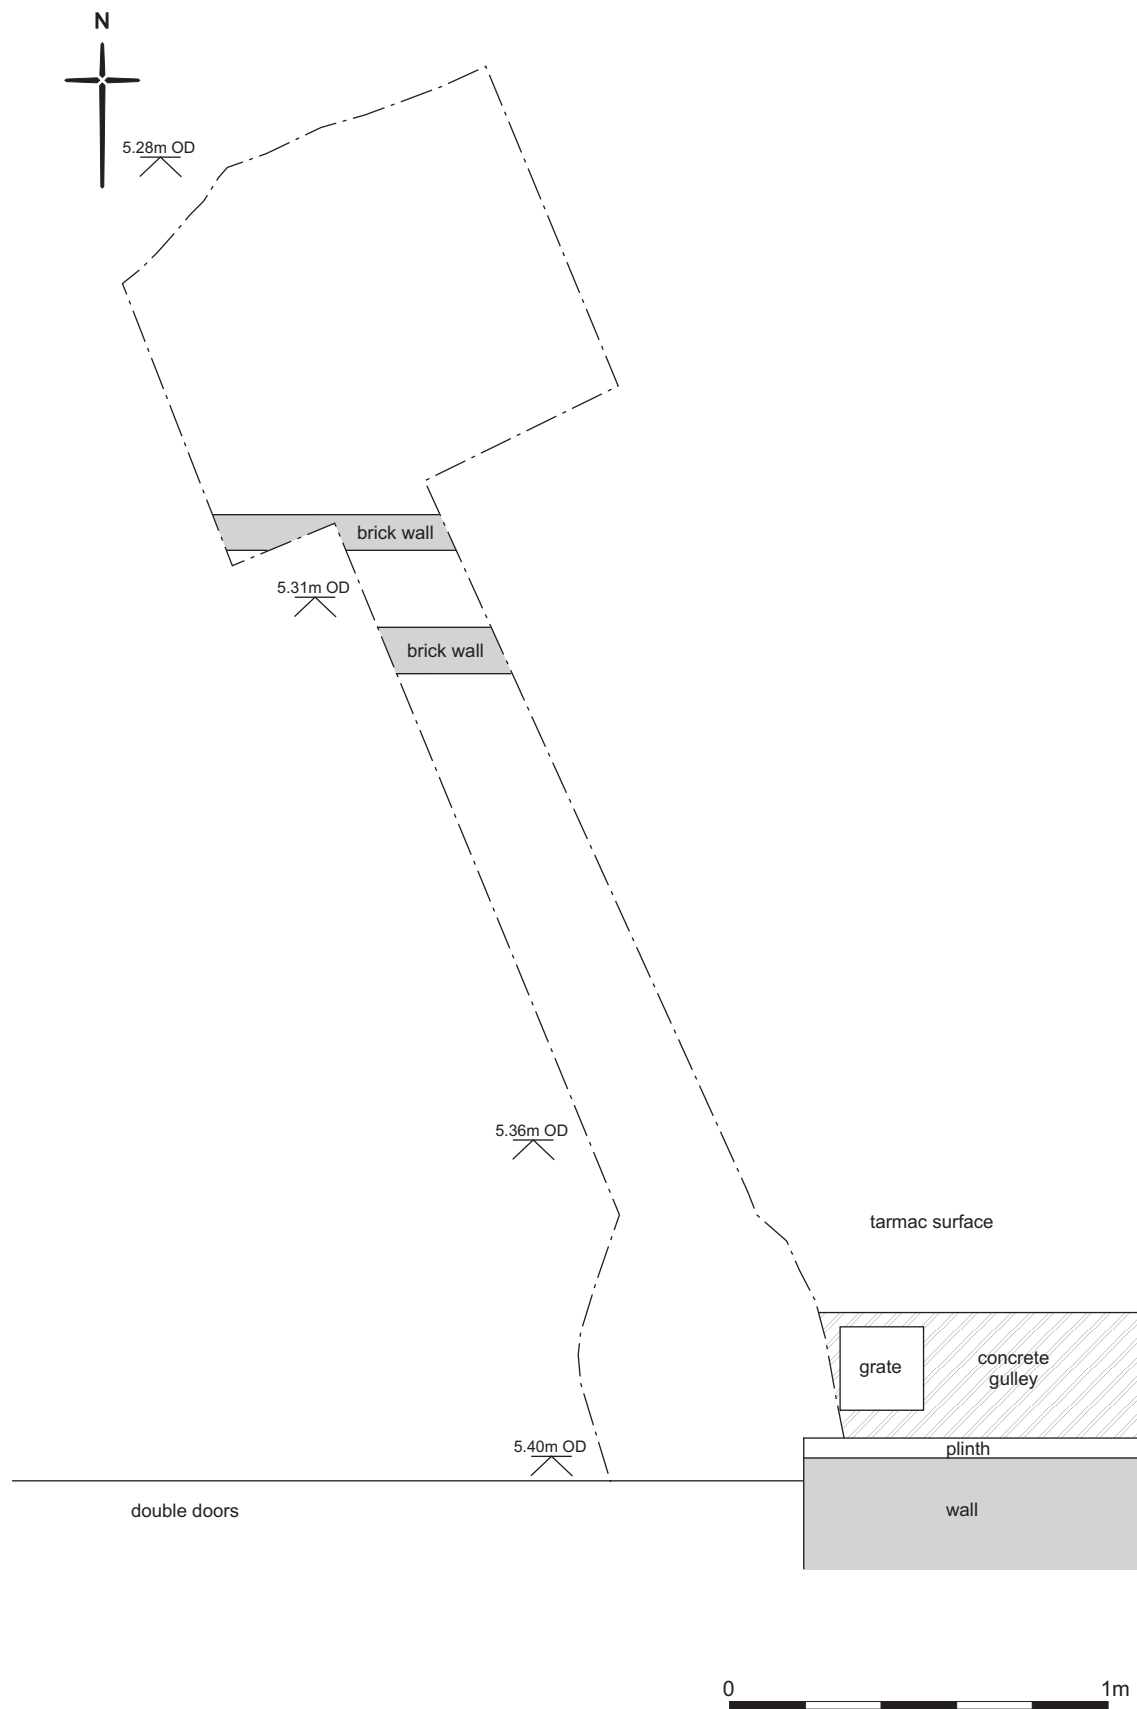 N
5.28m OD
brick wall
5.31m OD
brick wall
5.36m OD
tarmac surface
grate
concrete
gulley
5.40m OD
plinth
double doors
wall
0
1m